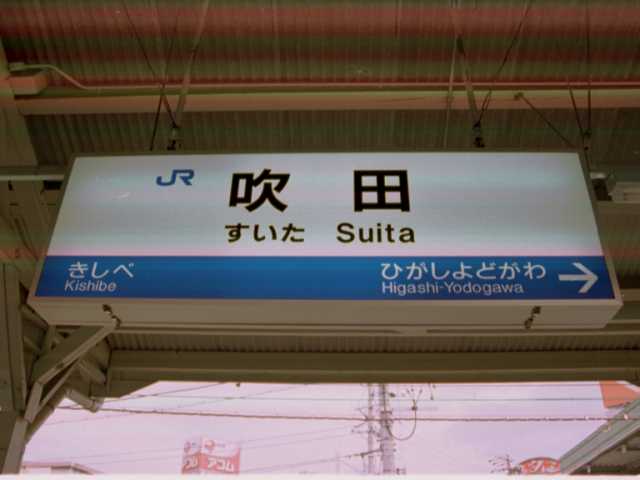 JR 吹田
すいた Suita
きしべ ひがしよどがわ
Kishibe Higashi-Yodogawa
アコム